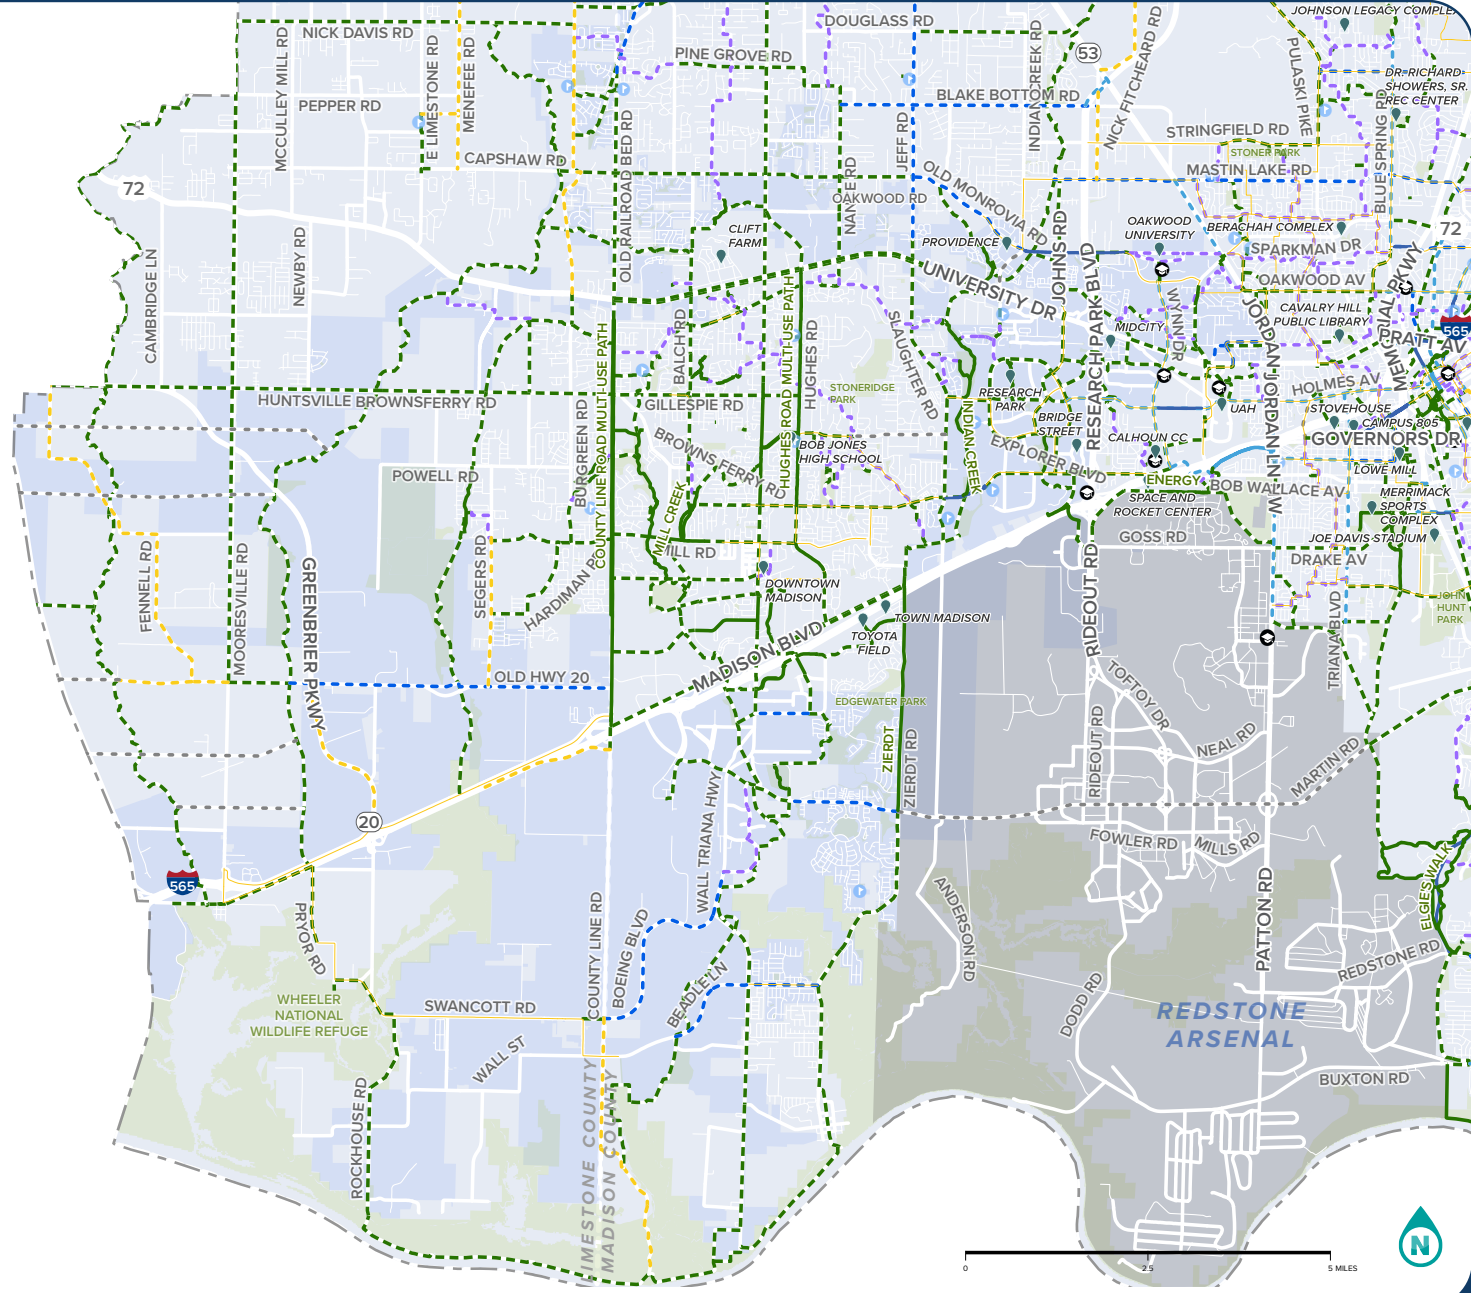 JOHNSON LEGACY COMPLEX
DOUGLASS RD
NICK DAVIS RD
PINE GROVE RD
53
PULASKI PIKE
NICK FITCHEARD RD
INDIAN CREEK RD
MCCULLEY MILL RD
E LIMESTONE RD
MENEFEE RD
DR. RICHARD
SHOWERS, SR.
REC CENTER
PEPPER RD
BLAKE BOTTOM RD
STRINGFIELD RD
STONER PARK
MASTIN LAKE RD
BLUE SPRING RD
CAPSHAW RD
OLD RAILROAD BED RD
JEFF RD
NANCE RD
OLD MONROVIA RD
OAKWOOD RD
72
CLIFT
FARM
PROVIDENCE
OAKWOOD
UNIVERSITY
BERACHAH COMPLEX
72
SPARKMAN DR
OAKWOOD AV
CAMBRIDGE LN
NEWBY RD
UNIVERSITY DR
JOHNS RD
RESEARCH PARK BLVD
WYNN DR
JORDAN LN
JORDAN LN W
MEMORIAL PKWY
CAVALRY HILL
PUBLIC LIBRARY
565
PRATT AV
MIDCITY
COUNTY LINE ROAD MULTI-USE PATH
BALCH RD
HUGHES ROAD MULTI-USE PATH
HUGHES RD
SLAUGHTER RD
STONERIDGE
PARK
HUNTSVILLE BROWNSFERRY RD
GILLESPIE RD
RESEARCH
PARK
BRIDGE
STREET
HOLMES AV
UAH
STOVEHOUSE
CAMPUS 805
GOVERNORS DR
LOWE MILL
CALHOUN CC
EXPLORER BLVD
INDIAN CREEK
BROWNS FERRY RD
BOB JONES
HIGH SCHOOL
BURGREEN RD
POWELL RD
ENERGY
BOB WALLACE AV
SPACE AND
ROCKET CENTER
MERRIMACK
SPORTS
COMPLEX
JOE DAVIS STADIUM
GOSS RD
DRAKE AV
MILL CREEK
MILL RD
FENNELL RD
MOORESVILLE RD
GREENBRIER PKWY
SEGERS RD
HARDIMAN RD
DOWNTOWN
MADISON
TOWN MADISON
TOYOTA
FIELD
MADISON BLVD
RIDEOUT RD
TRIANA BLVD
JOHN
HUNT
PARK
OLD HWY 20
EDGEWATER PARK
ZIERDT
ZIERDT RD
TOFTOY DR
RIDEOUT RD
NEAL RD
MARTIN RD
20
WALL TRIANA HWY
FOWLER RD
MILLS RD
565
ANDERSON RD
PATTON RD
ELGIE'S WALK
PRYOR RD
COUNTY LINE RD
BOEING BLVD
BEADLE LN
REDSTONE RD
WHEELER
NATIONAL
WILDLIFE REFUGE
SWANCOTT RD
WALL ST
DODD RD
REDSTONE
ARSENAL
BUXTON RD
ROCKHOUSE RD
LIMESTONE COUNTY
MADISON COUNTY
N
0
2.5
5 MILES